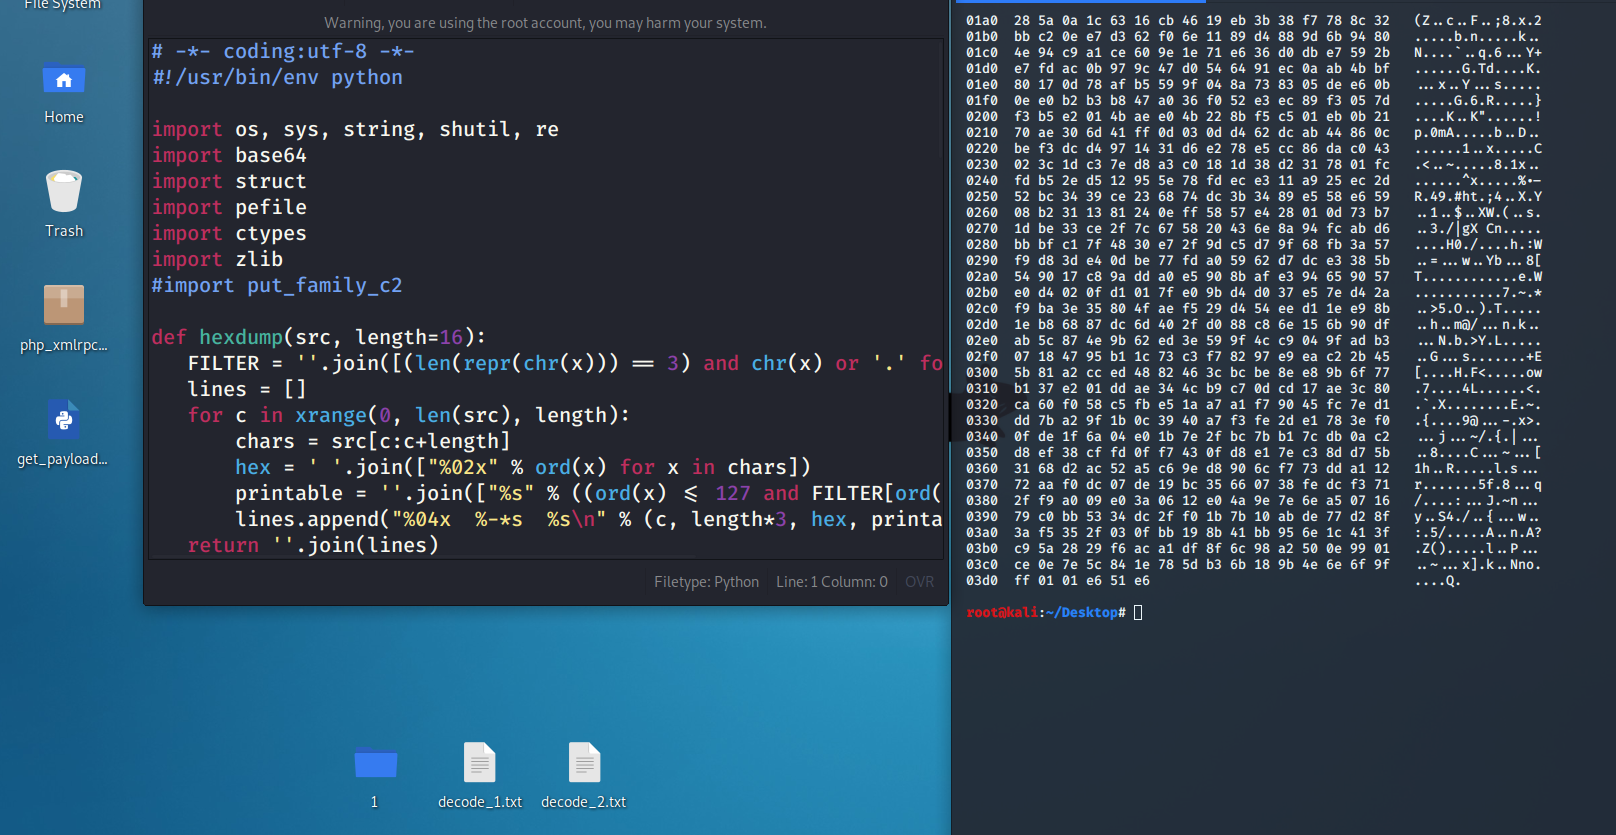 File System
Home
Trash
php_xmlrpc...
get_payload...
1
decode_1.txt
decode_2.txt
Warning, you are using the root account, you may harm your system.
# -*- coding:utf-8 -*-
#!/usr/bin/env python
import os, sys, string, shutil, re
import base64
import struct
import pefile
import ctypes
import zlib
#import put_family_c2
def hexdump(src, length=16):
FILTER = ''.join([(len(repr(chr(x))) == 3) and chr(x) or '.' fo
lines = []
for c in xrange(0, len(src), length):
chars = src[c:c+length]
hex = ' '.join(["%02x" % ord(x) for x in chars])
printable = ''.join(["%s" % ((ord(x) <= 127 and FILTER[ord(
lines.append("%04x  %-*s  %s\n" % (c, length*3, hex, printa
return ''.join(lines)
Filetype: Python Line: 1 Column: 0 OVR
01a0  28 5a 0a 1c 63 16 cb 46 19 eb 3b 38 f7 78 8c 32   (Z..c..F..;8.x.2
01b0  bb c2 0e e7 d3 62 f0 6e 11 89 d4 88 9d 6b 94 80   .....b.n.....k..
01c0  4e 94 c9 a1 ce 60 9e 1e 71 e6 36 d0 db e7 59 2b   N....`..q.6...Y+
01d0  e7 fd ac 0b 97 9c 47 d0 54 64 91 ec 0a ab 4b bf   ......G.Td....K.
01e0  80 17 0d 78 af b5 59 9f 04 8a 73 83 05 de e6 0b   ...x..Y...s.....
01f0  0e e0 b2 b3 b8 47 a0 36 f0 52 e3 ec 89 f3 05 7d   .....G.6.R.....}
0200  f3 b5 e2 01 4b ae e0 4b 22 8b f5 c5 01 eb 0b 21   ....K..K"......!
0210  70 ae 30 6d 41 ff 0d 03 0d d4 62 dc ab 44 86 0c   p.0mA.....b..D..
0220  be f3 dc d4 97 14 31 d6 e2 78 e5 cc 86 da c0 43   ......1..x.....C
0230  02 3c 1d c3 7e d8 a3 c0 18 1d 38 d2 31 78 01 fc   .<..~.....8.1x..
0240  fd b5 2e d5 12 95 5e 78 fd ec e3 11 a9 25 ec 2d   ......^x.....%.-
0250  52 bc 34 39 ce 23 68 74 dc 3b 34 89 e5 58 e6 59   R.49.#ht.;4..X.Y
0260  08 b2 31 13 81 24 0e ff 58 57 e4 28 01 0d 73 b7   ..1..$..XW.(..s.
0270  1d be 33 ce 2f 7c 67 58 20 43 6e 8a 94 fc ab d6   ..3./|gX Cn.....
0280  bb bf c1 7f 48 30 e7 2f 9d c5 d7 9f 68 fb 3a 57   ....H0./....h.:W
0290  f9 d8 3d e4 0d be 77 fd a0 59 62 d7 dc e3 38 5b   ..=...w..Yb...8[
02a0  54 90 17 c8 9a dd a0 e5 90 8b af e3 94 65 90 57   T............e.W
02b0  e0 d4 02 0f d1 01 7f e0 9b d4 d0 37 e5 7e d4 2a   ...........7.~.*
02c0  f9 ba 3e 35 80 4f ae f5 29 d4 54 ee d1 1e e9 8b   ..>5.O..).T.....
02d0  1e b8 68 87 dc 6d 40 2f d0 88 c8 6e 15 6b 90 df   ..h..m@/...n.k..
02e0  ab 5c 87 4e 9b 62 ed 3e 59 9f 4c c9 04 9f ad b3   .\.N.b.>Y.L.....
02f0  07 18 47 95 b1 1c 73 c3 f7 82 97 e9 ea c2 2b 45   ..G...s.......+E
0300  5b 81 a2 cc ed 48 82 46 3c bc be 8e e8 9b 6f 77   [....H.F<.....ow
0310  b1 37 e2 01 dd ae 34 4c b9 c7 0d cd 17 ae 3c 80   .7....4L......<.
0320  ca 60 f0 58 c5 fb e5 1a a7 a1 f7 90 45 fc 7e d1   .`.X........E.~.
0330  dd 7b a2 9f 1b 0c 39 40 a7 f3 fe 2d e1 78 3e f0   .{....9@...-.x>.
0340  0f de 1f 6a 04 e0 1b 7e 2f bc 7b b1 7c db 0a c2   ...j...~/.{.|...
0350  d8 ef 38 cf fd 0f f7 43 0f d8 e1 7e c3 8d d7 5b   ..8....C...~...[
0360  31 68 d2 ac 52 a5 c6 9e d8 90 6c f7 73 dd a1 12   1h..R.....l.s...
0370  72 aa f0 dc 07 de 19 bc 35 66 07 38 fe dc f3 71   r.......5f.8...q
0380  2f f9 a0 09 e0 3a 06 12 e0 4a 9e 7e 6e a5 07 16   /....:...J.~n...
0390  79 c0 bb 53 34 dc 2f f0 1b 7b 10 ab de 77 d2 8f   y..S4./..{...w..
03a0  3a f5 35 2f 03 0f bb 19 8b 41 bb 95 6e 1c 41 3f   :.5/.....A..n.A?
03b0  c9 5a 28 29 f6 ac a1 df 8f 6c 98 a2 50 0e 99 01   .Z().....l..P...
03c0  ce 0e 7e 5c 84 1e 78 5d b3 6b 18 9b 4e 6e 6f 9f   ..~\..x].k..Nno.
03d0  ff 01 01 e6 51 e6   ....Q.
root@kali:~/Desktop#